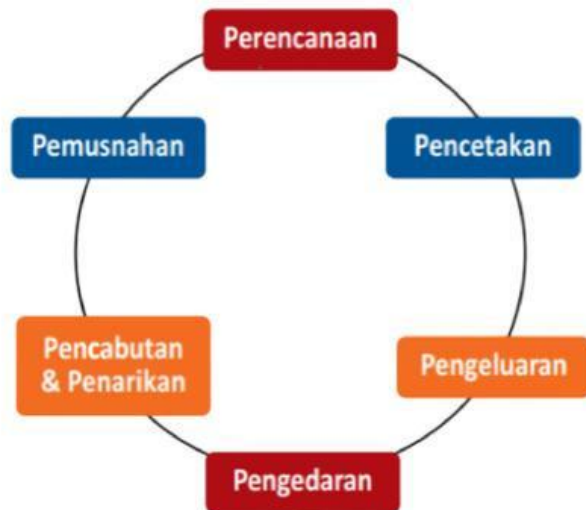 Perencanaan
Pemusnahan
Pencetakan
Pencabutan
& Penarikan
Pengeluaran
Pengedaran